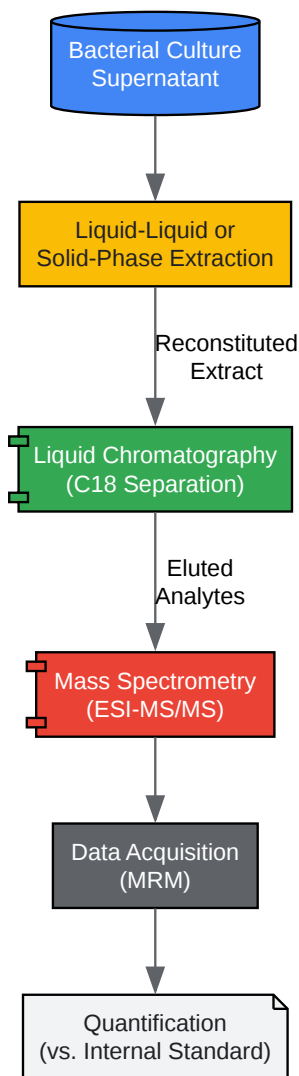 Bacterial Culture
Supernatant
Liquid-Liquid or
Solid-Phase Extraction
Reconstituted
Extract
Liquid Chromatography
(C18 Separation)
Eluted
Analytes
Mass Spectrometry
(ESI-MS/MS)
Data Acquisition
(MRM)
Quantification
(vs. Internal Standard)